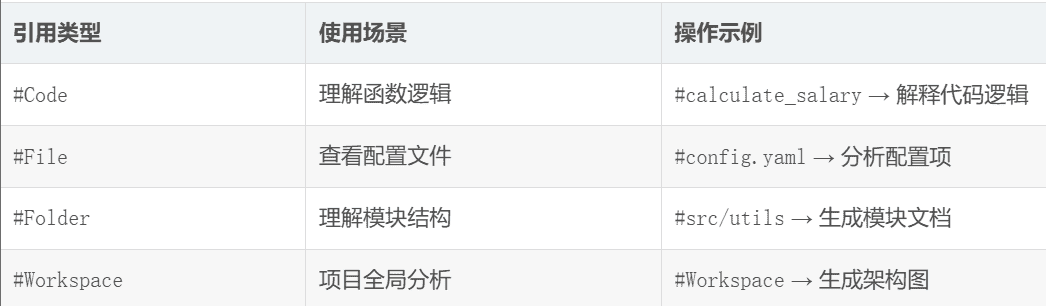 引用类型 使用场景 操作示例
#Code 理解函数逻辑 #calculate_salary → 解释代码逻辑
#File 查看配置文件 #config.yaml → 分析配置项
#Folder 理解模块结构 #src/utils → 生成模块文档
#Workspace 项目全局分析 #Workspace → 生成架构图